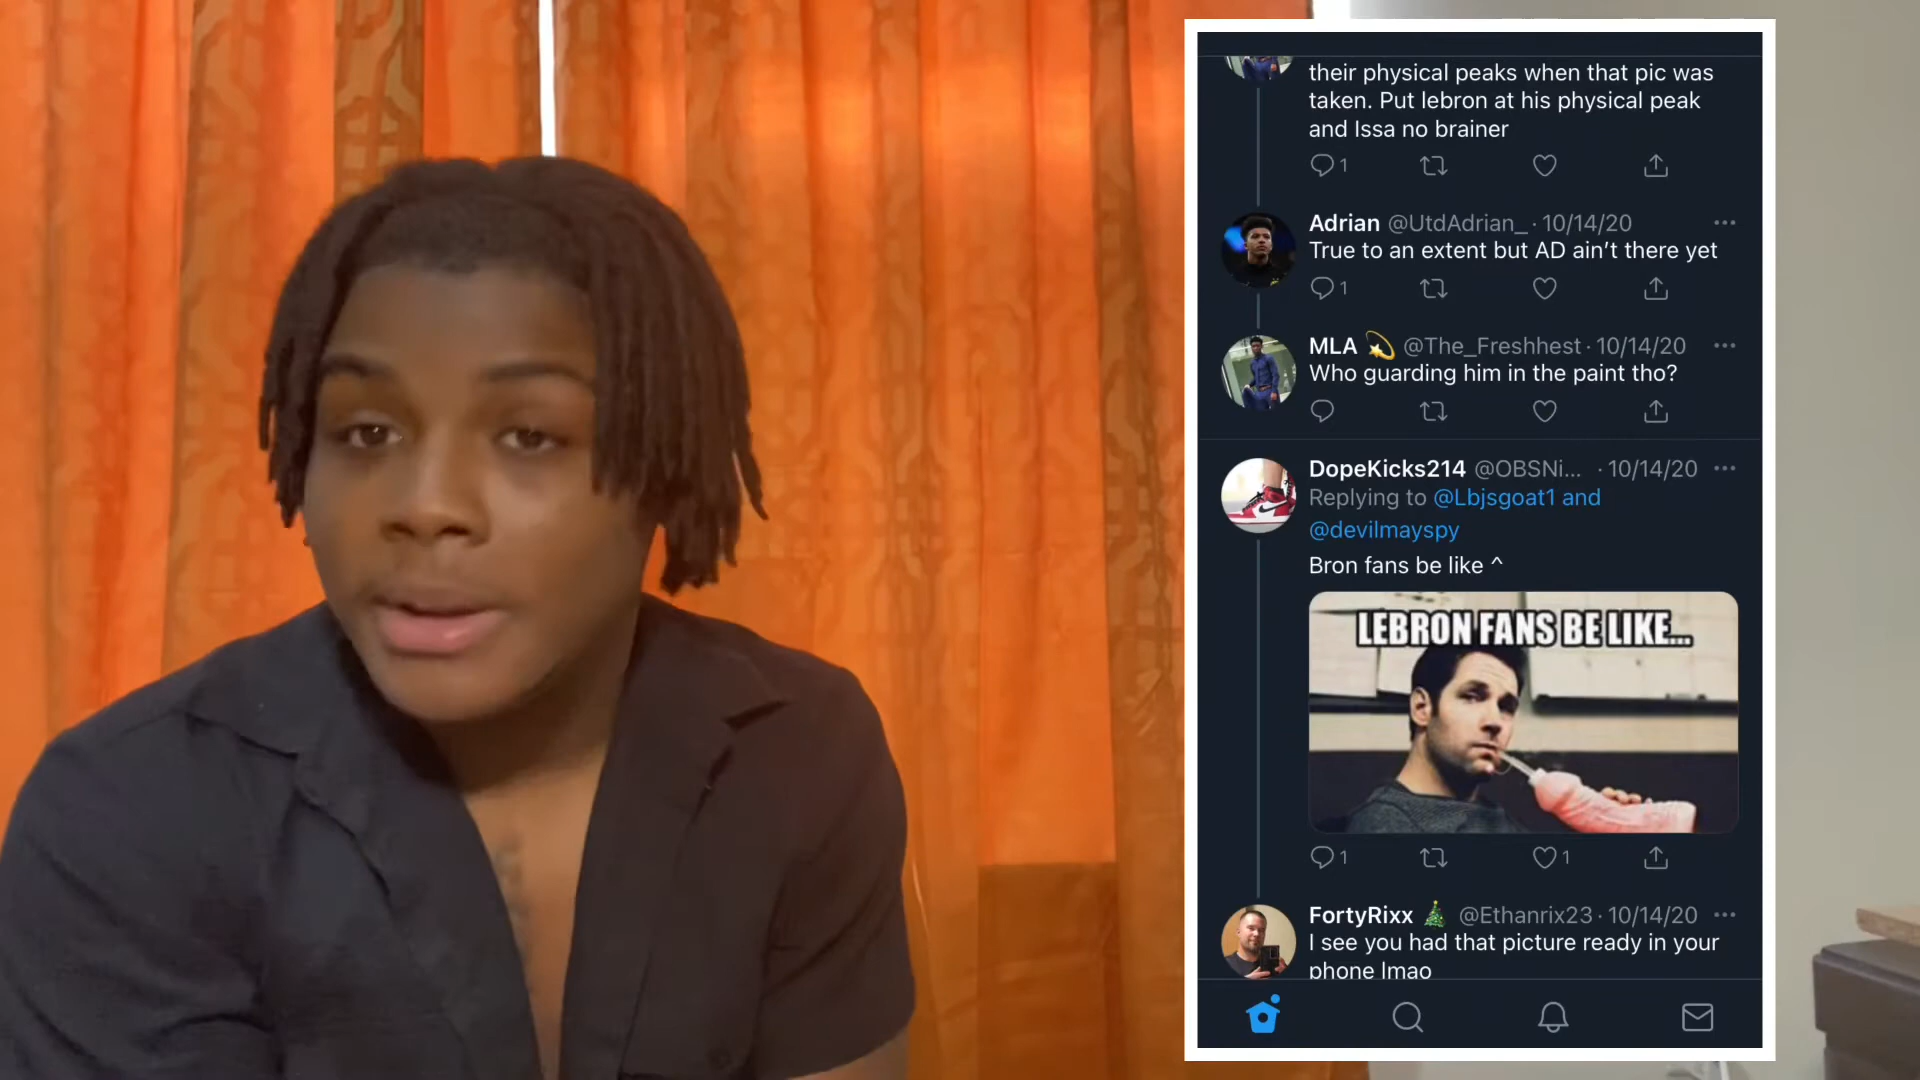 their physical peaks when that pic was
taken. Put lebron at his physical peak
and Issa no brainer
1
Adrian @UtdAdrian_ · 10/14/20
True to an extent but AD ain’t there yet
1
MLA 💫 @The_Freshhest · 10/14/20
Who guarding him in the paint tho?
DopeKicks214 @OBSNi... · 10/14/20
Replying to @Lbjsgoat1 and
@devilmayspy
Bron fans be like ^
LEBRON FANS BE LIKE...
1 1
FortyRixx 🎄 @Ethanrix23 · 10/14/20
I see you had that picture ready in your
phone lmao